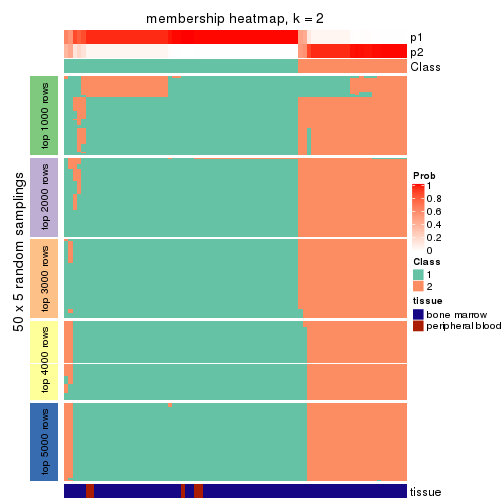 membership heatmap, k = 2
p1
p2
Class
50 x 5 random samplings
top 1000 rows
top 2000 rows
top 3000 rows
top 4000 rows
top 5000 rows
Prob
1
0.8
0.6
0.4
0.2
0
Class
1
2
tissue
bone marrow
peripheral blood
tissue